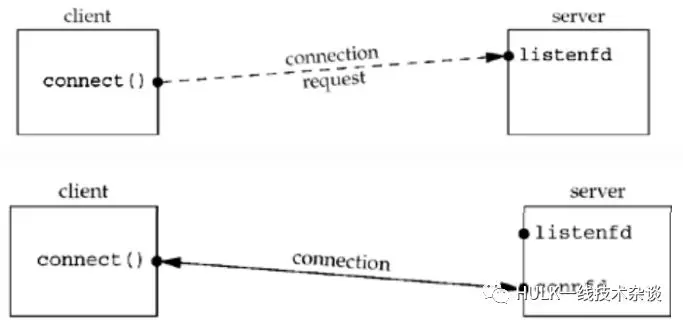 client
server
connect()
connection
request
listenfd
client
server
connect()
connection
listenfd
connfd
HULK一线技术杂谈